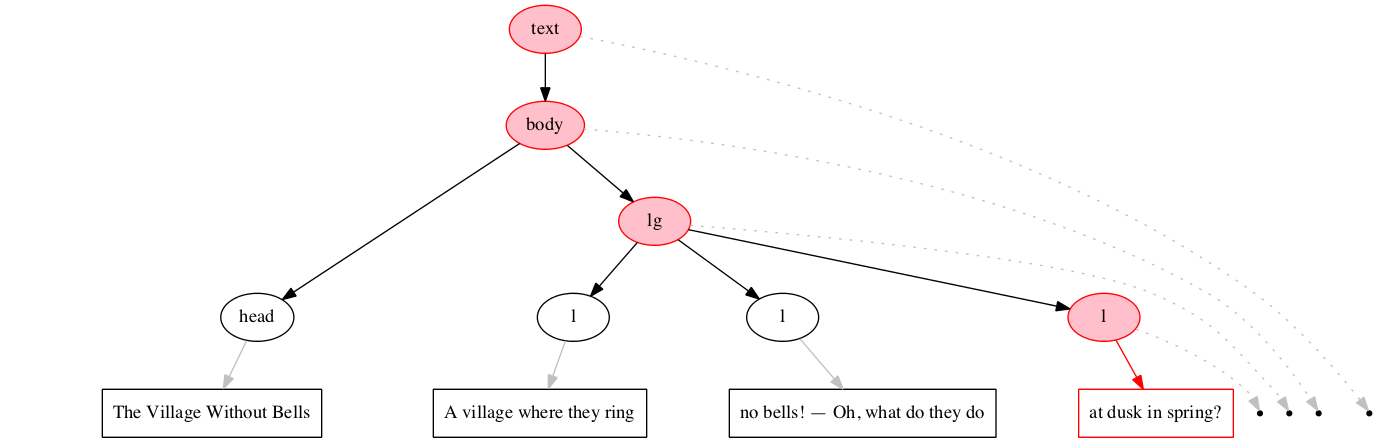 text
body
lg
head
l
l
l
The Village Without Bells
A village where they ring
no bells! — Oh, what do they do
at dusk in spring?